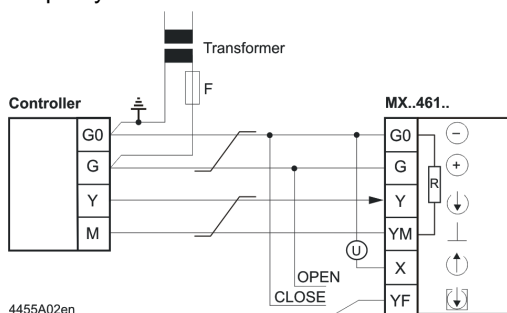 Transformer
F
Controller
MX..461..
G0
G
Y
M
G0
G
Y
YM
X
YF
R
U
OPEN
CLOSE
4455A02en